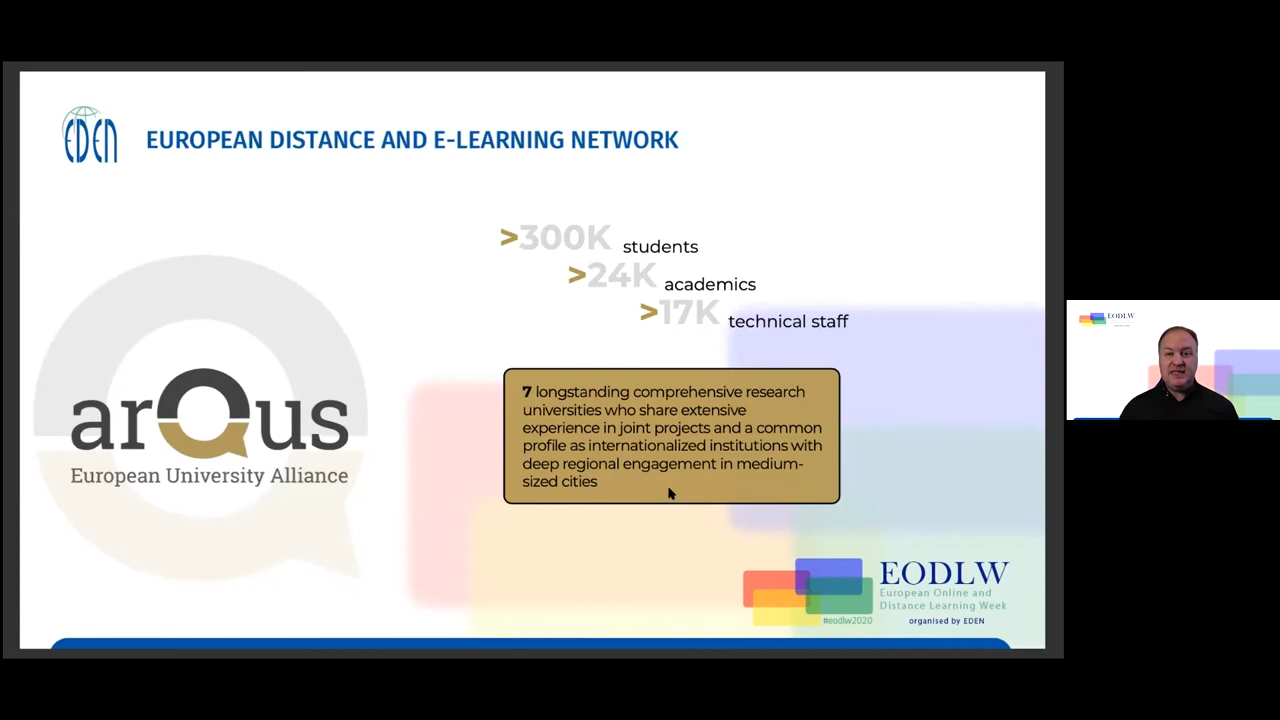 EDEN
EUROPEAN DISTANCE AND E-LEARNING NETWORK
>300K students
>24K academics
>17K technical staff
arQus
European University Alliance
7 longstanding comprehensive research
universities who share extensive
experience in joint projects and a common
profile as internationalized institutions with
deep regional engagement in medium-
sized cities
EODLW
European Online and
Distance Learning Week
#eodlw2020
organised by EDEN
EODLW